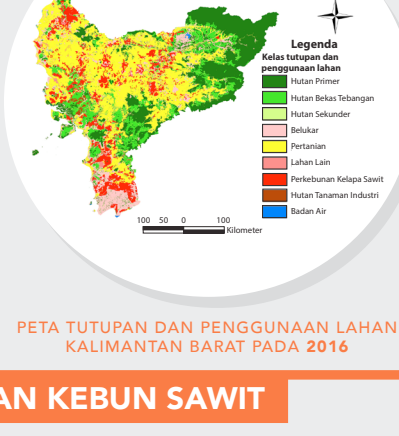 Legenda
Kelas tutupan dan
penggunaan lahan
Hutan Primer
Hutan Bekas Tebangan
Hutan Sekunder
Belukar
Pertanian
Lahan Lain
Perkebunan Kelapa Sawit
Hutan Tanaman Industri
Badan Air
100 50 0 100
Kilometer
PETA TUTUPAN DAN PENGGUNAAN LAHAN
KALIMANTAN BARAT PADA 2016
AN KEBUN SAWIT